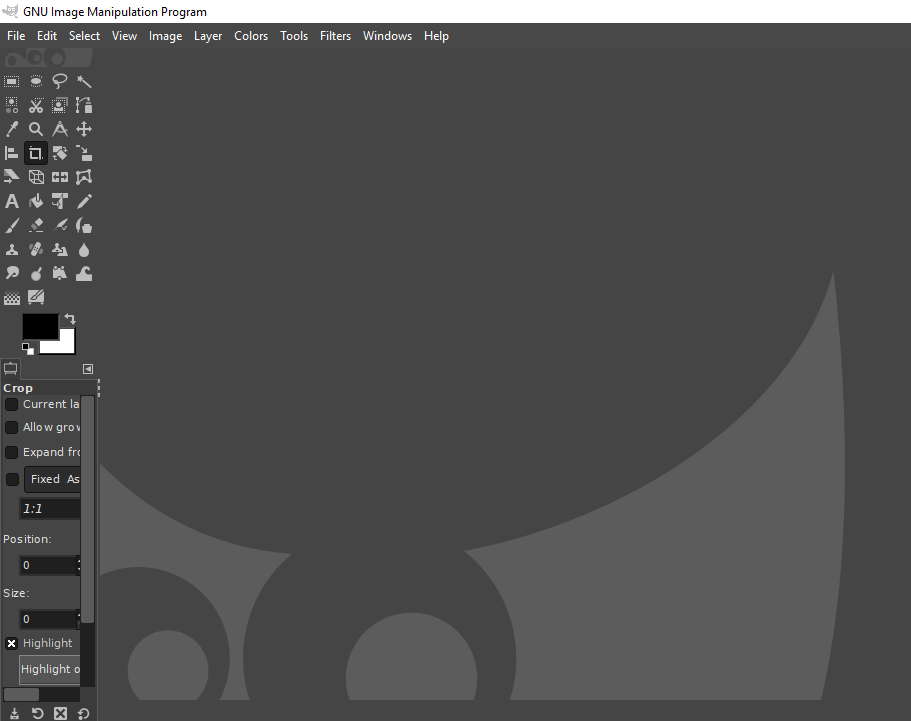 GNU Image Manipulation Program
File Edit Select View Image Layer Colors Tools Filters Windows Help
Crop
Current la
Allow grow
Expand fro
Fixed As
1:1
Position:
0
Size:
0
Highlight
Highlight o